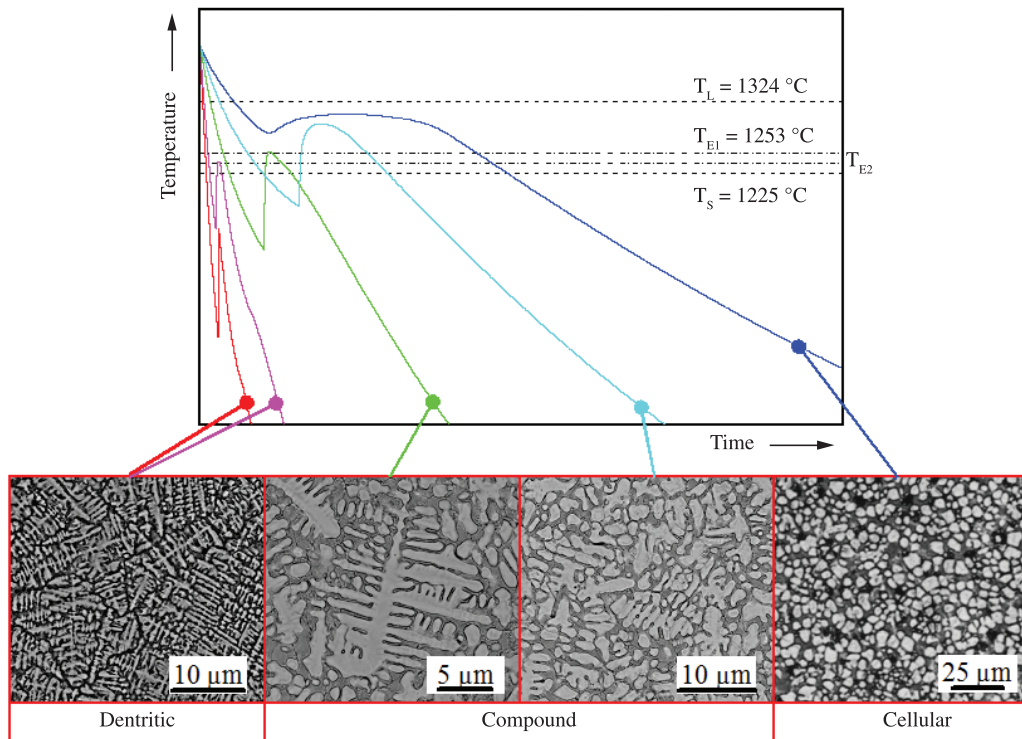 Temperature
T_L = 1324 °C
T_E1 = 1253 °C
T_E2
T_S = 1225 °C
Time
10 µm
5 µm
10 µm
25 µm
Dentritic
Compound
Cellular